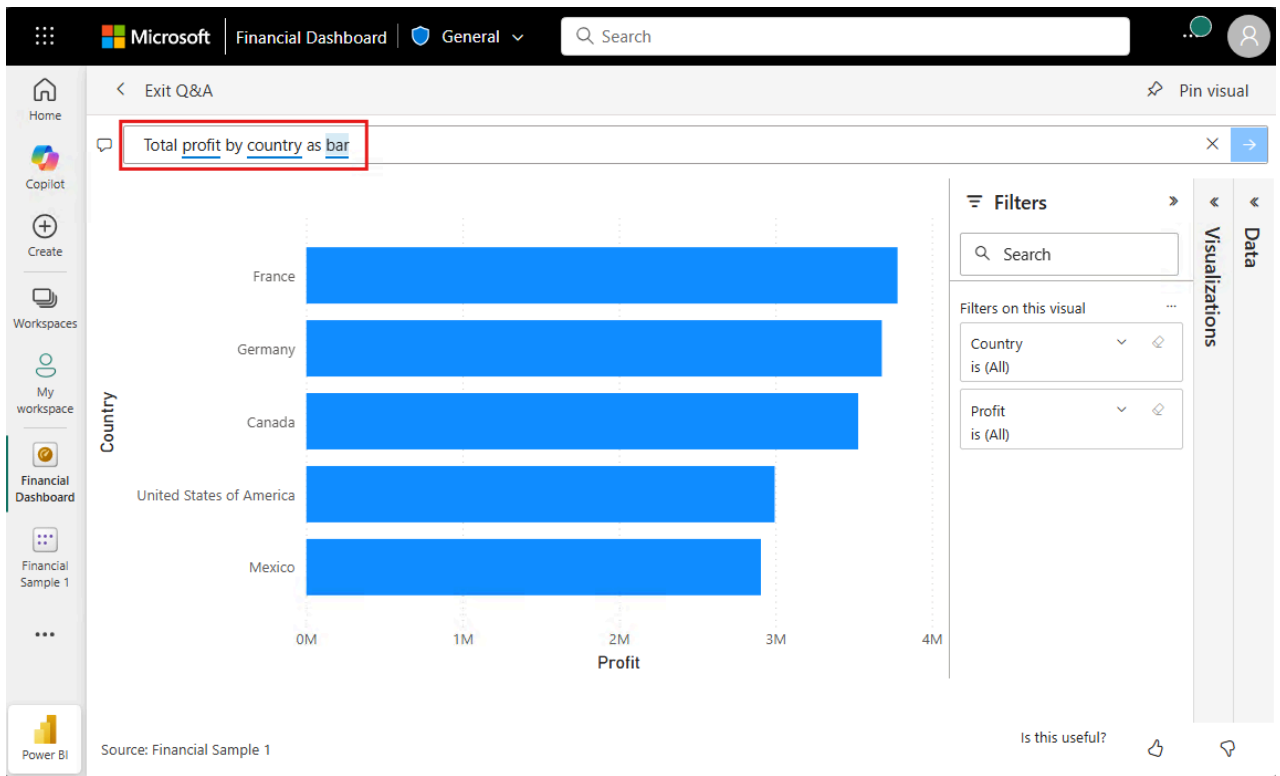 Microsoft Financial Dashboard General Search
Home
Copilot
Create
Workspaces
My
workspace
Financial
Dashboard
Financial
Sample 1
Power BI
Exit Q&A
Pin visual
Total profit by country as bar
Country
France
Germany
Canada
United States of America
Mexico
0M 1M 2M 3M 4M
Profit
Filters
Search
Filters on this visual
...
Country
is (All)
Profit
is (All)
Visualizations
Data
Source: Financial Sample 1
Is this useful?